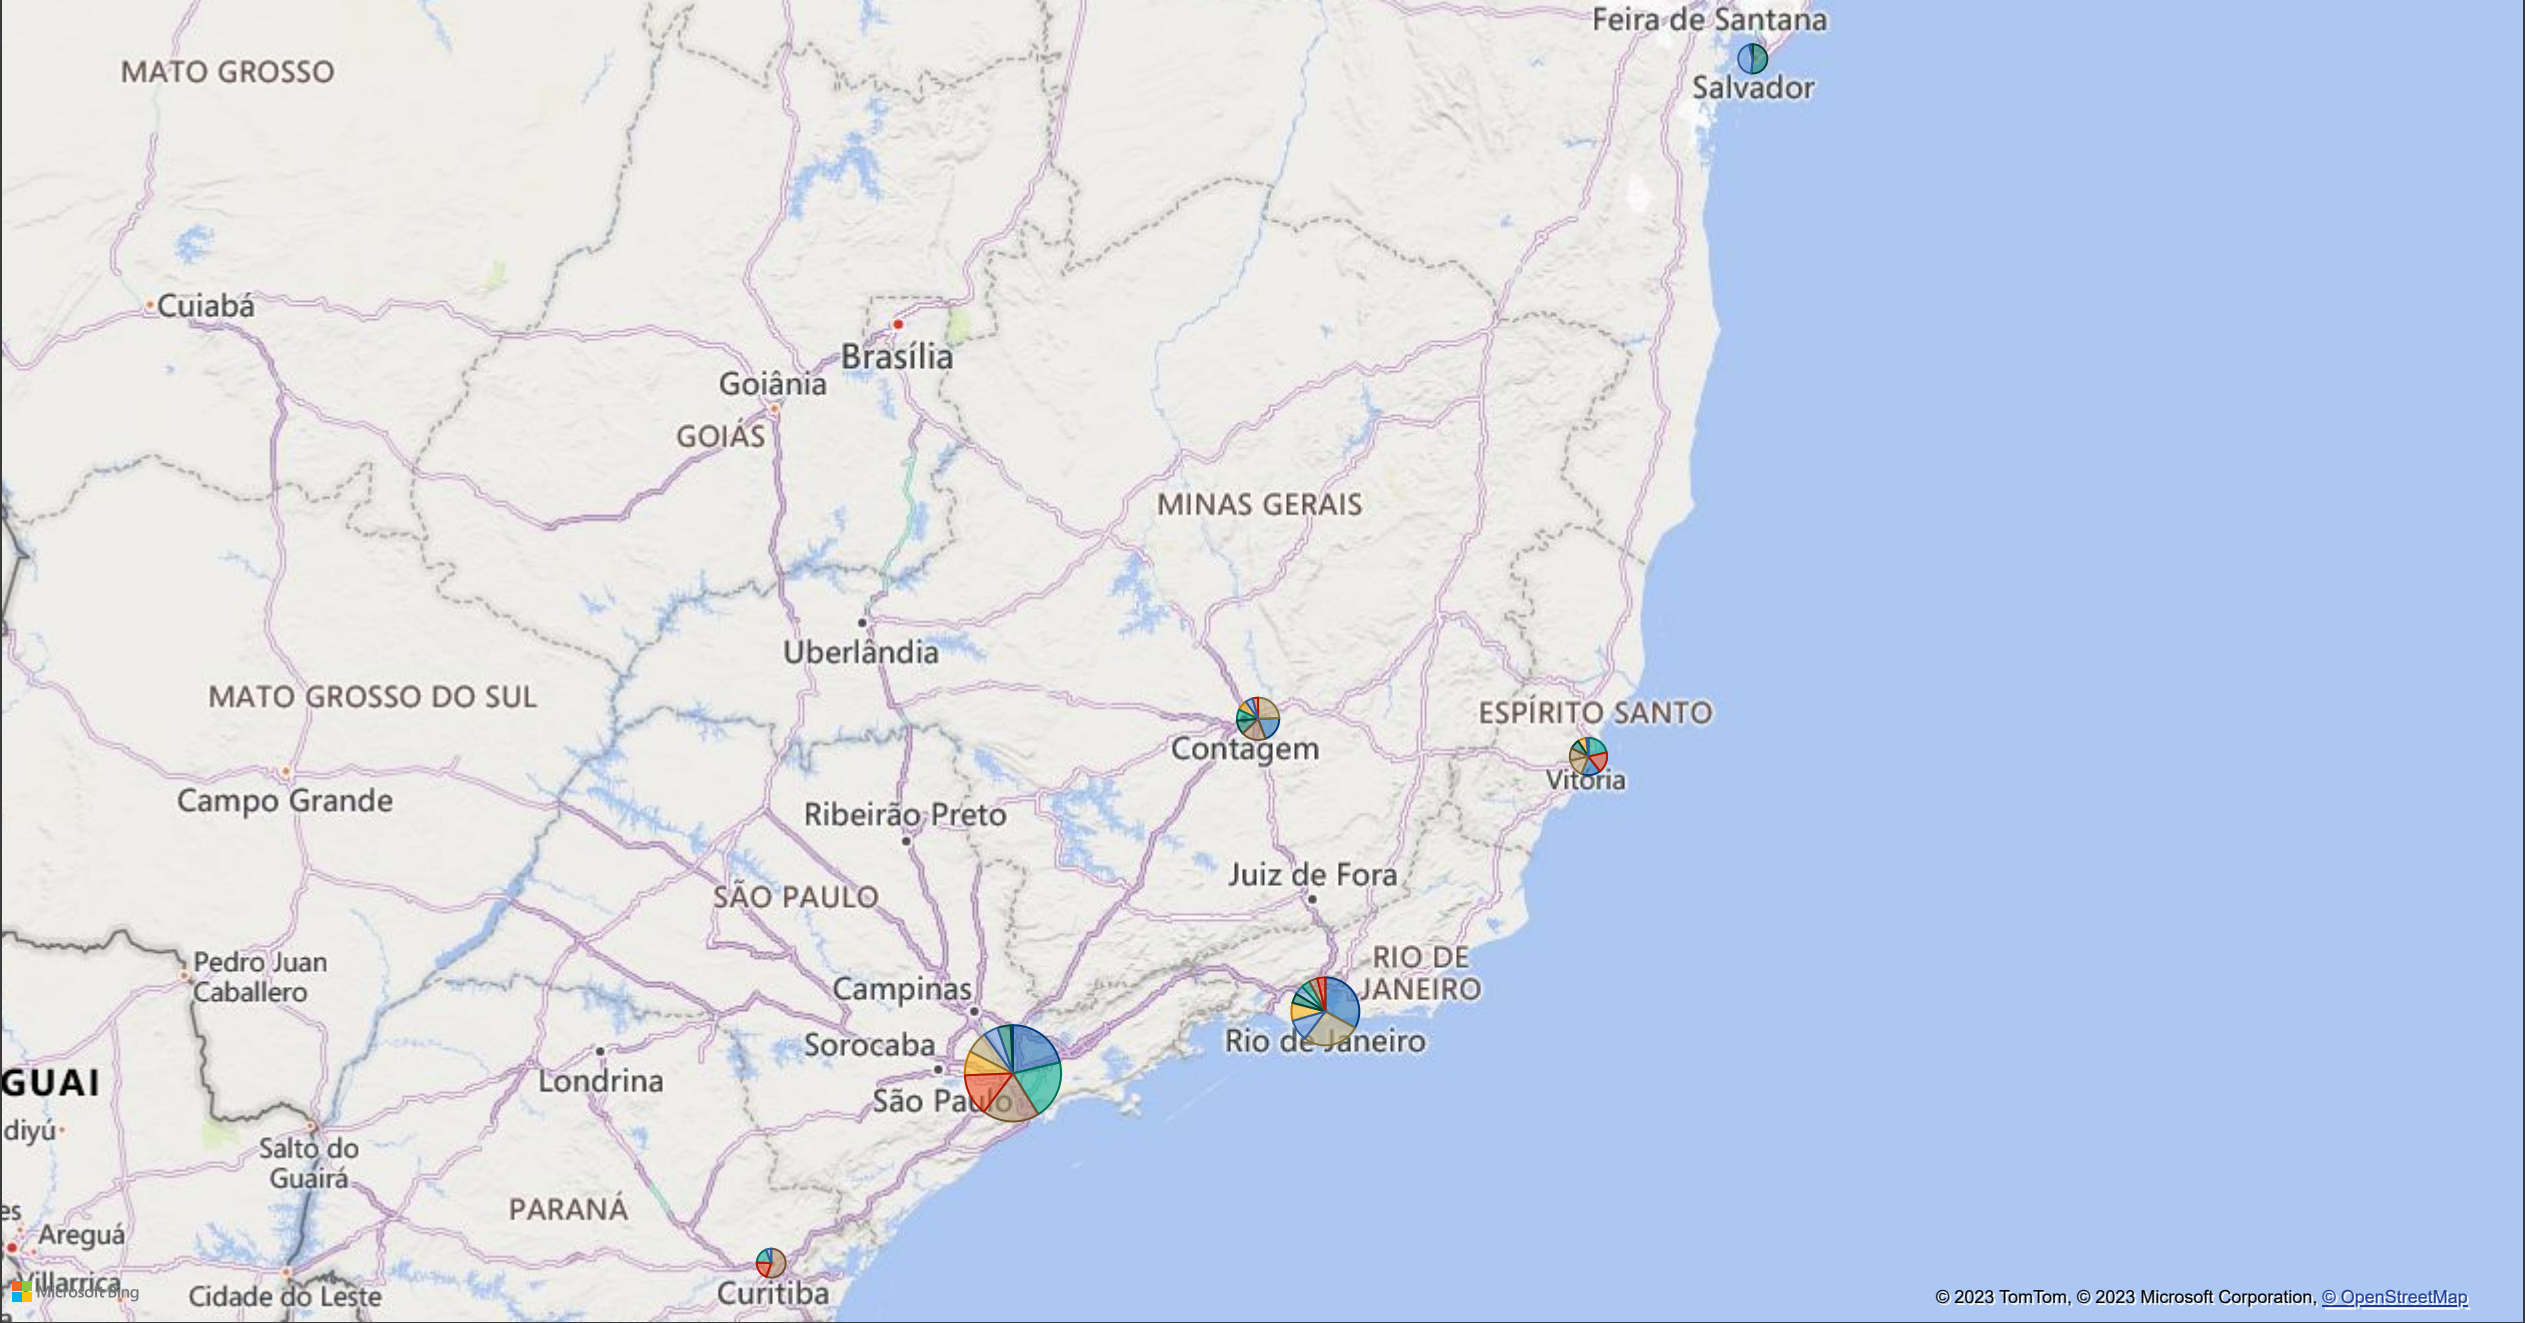 Feira de Santana
MATO GROSSO
Salvador
Cuiabá
Brasília
Goiânia
GOIÁS
MINAS GERAIS
Uberlândia
MATO GROSSO DO SUL
ESPÍRITO SANTO
Contagem
Vitória
Campo Grande
Ribeirão Preto
Juiz de Fora
SÃO PAULO
RIO DE
JANEIRO
Pedro Juan
Caballero
Campinas
Rio de Janeiro
Sorocaba
Londrina
GUAI
São Paulo
diyú
Salto do
Guairá
PARANÁ
es
Areguá
Villarrica
Microsoft Bing
Cidade do Leste
Curitiba
© 2023 TomTom, © 2023 Microsoft Corporation, © OpenStreetMap